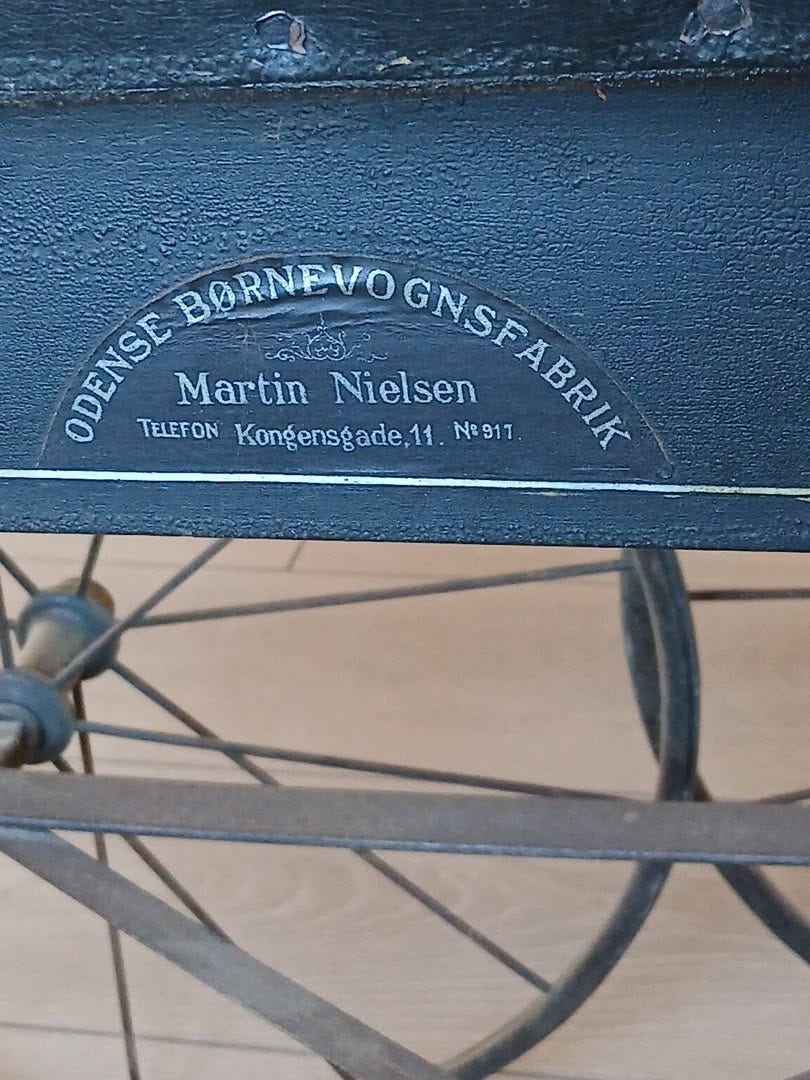 ODENSE BØRNEVOGNSFABRIK
Martin Nielsen
TELEFON Kongensgade, 11. № 917.